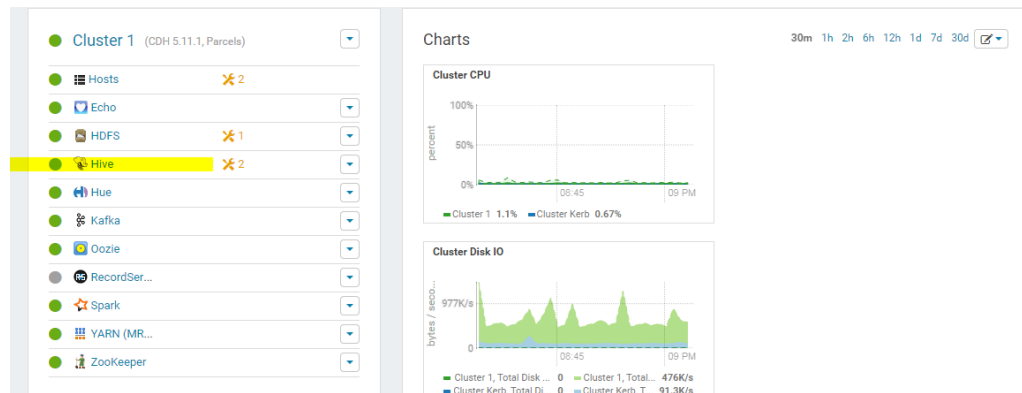 Cluster 1 (CDH 5.11.1, Parcels)
Hosts 2
Echo
HDFS 1
Hive 2
Hue
Kafka
Oozie
RecordSer...
Spark
YARN (MR...
ZooKeeper
Charts
30m 1h 2h 6h 12h 1d 7d 30d
Cluster CPU
percent
100%
50%
0%
08:45 09 PM
Cluster 1 1.1% Cluster Kerb 0.67%
Cluster Disk IO
bytes / seco...
977K/s
0
08:45 09 PM
Cluster 1, Total Disk ... 0 Cluster 1, Total... 476K/s
Cluster Kerb, Total Di... 0 Cluster Kerb, T... 91.3K/s